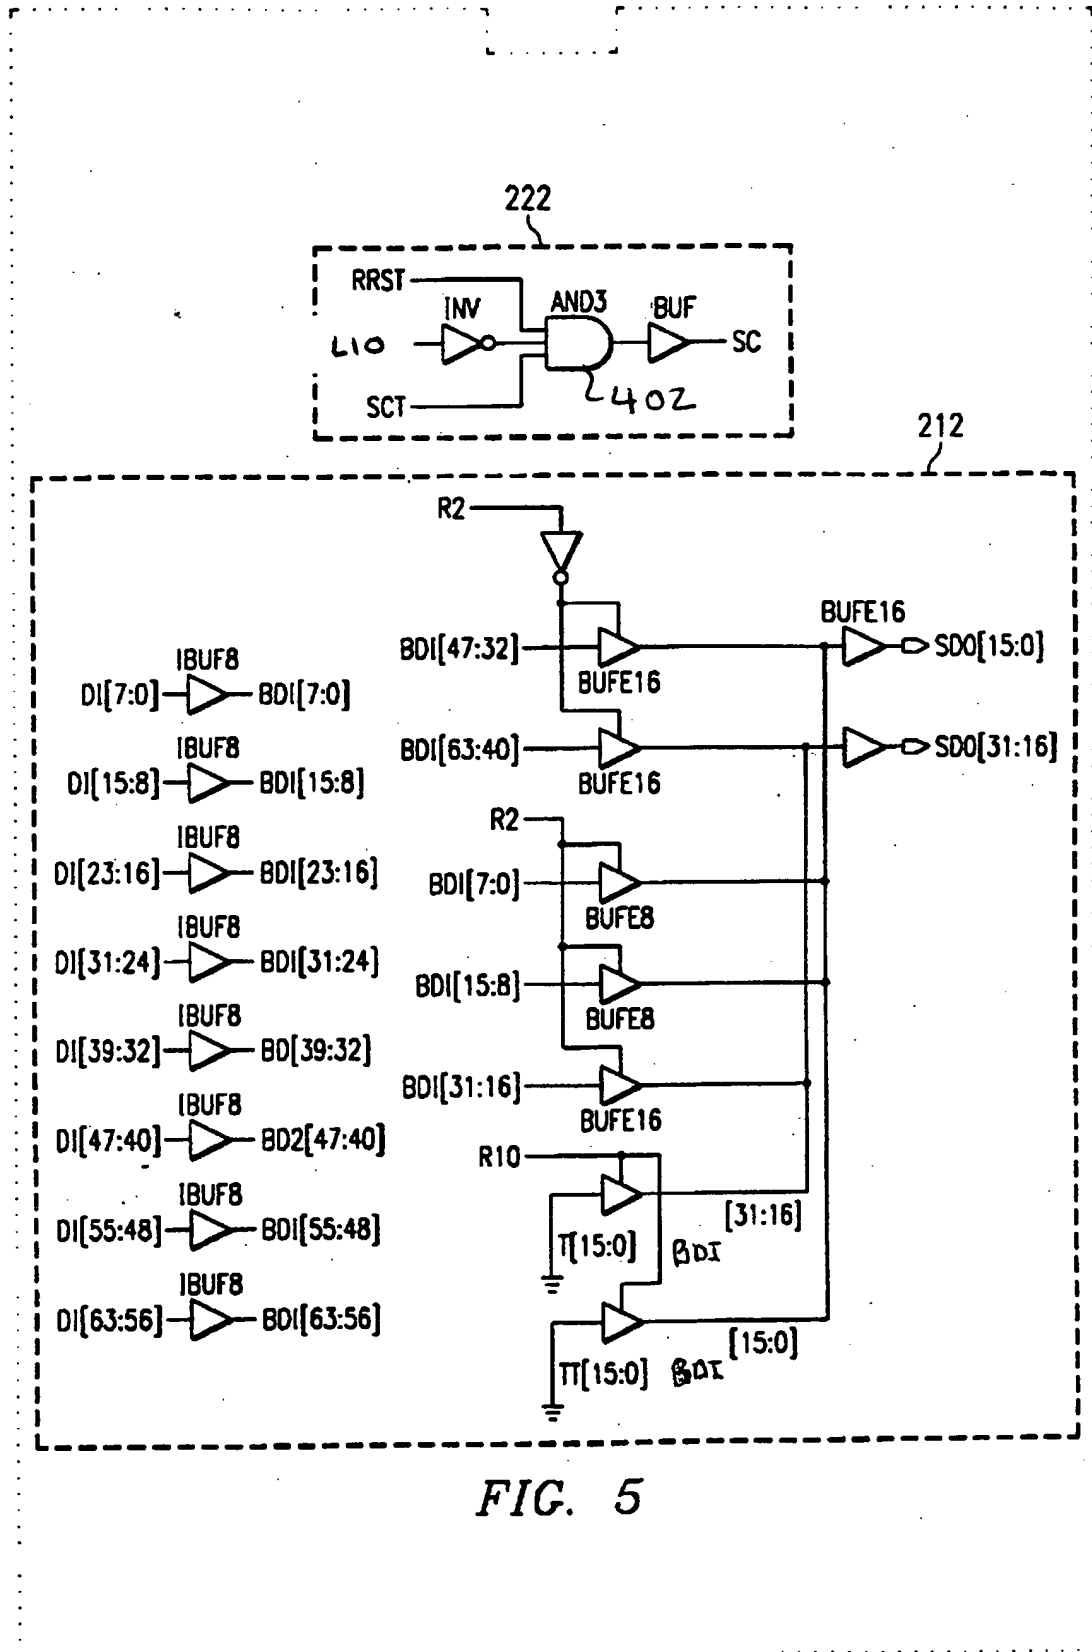 222
RRST
INV
AND3
BUF
L10
SC
SCT
402
212
R2
BUFE16
BDI[47:32]
SDO[15:0]
BUFE16
IBUF8
DI[7:0] BDI[7:0]
BDI[63:40]
SDO[31:16]
BUFE16
IBUF8
DI[15:8] BDI[15:8]
R2
IBUF8
DI[23:16] BDI[23:16]
BDI[7:0]
BUFE8
IBUF8
DI[31:24] BDI[31:24]
BDI[15:8]
BUFE8
IBUF8
DI[39:32] BD[39:32]
BDI[31:16]
BUFE16
IBUF8
DI[47:40] BD2[47:40]
R10
IBUF8
DI[55:48] BDI[55:48]
[31:16]
T[15:0] BDI
IBUF8
DI[63:56] BDI[63:56]
[15:0]
TT[15:0] BDI
FIG. 5